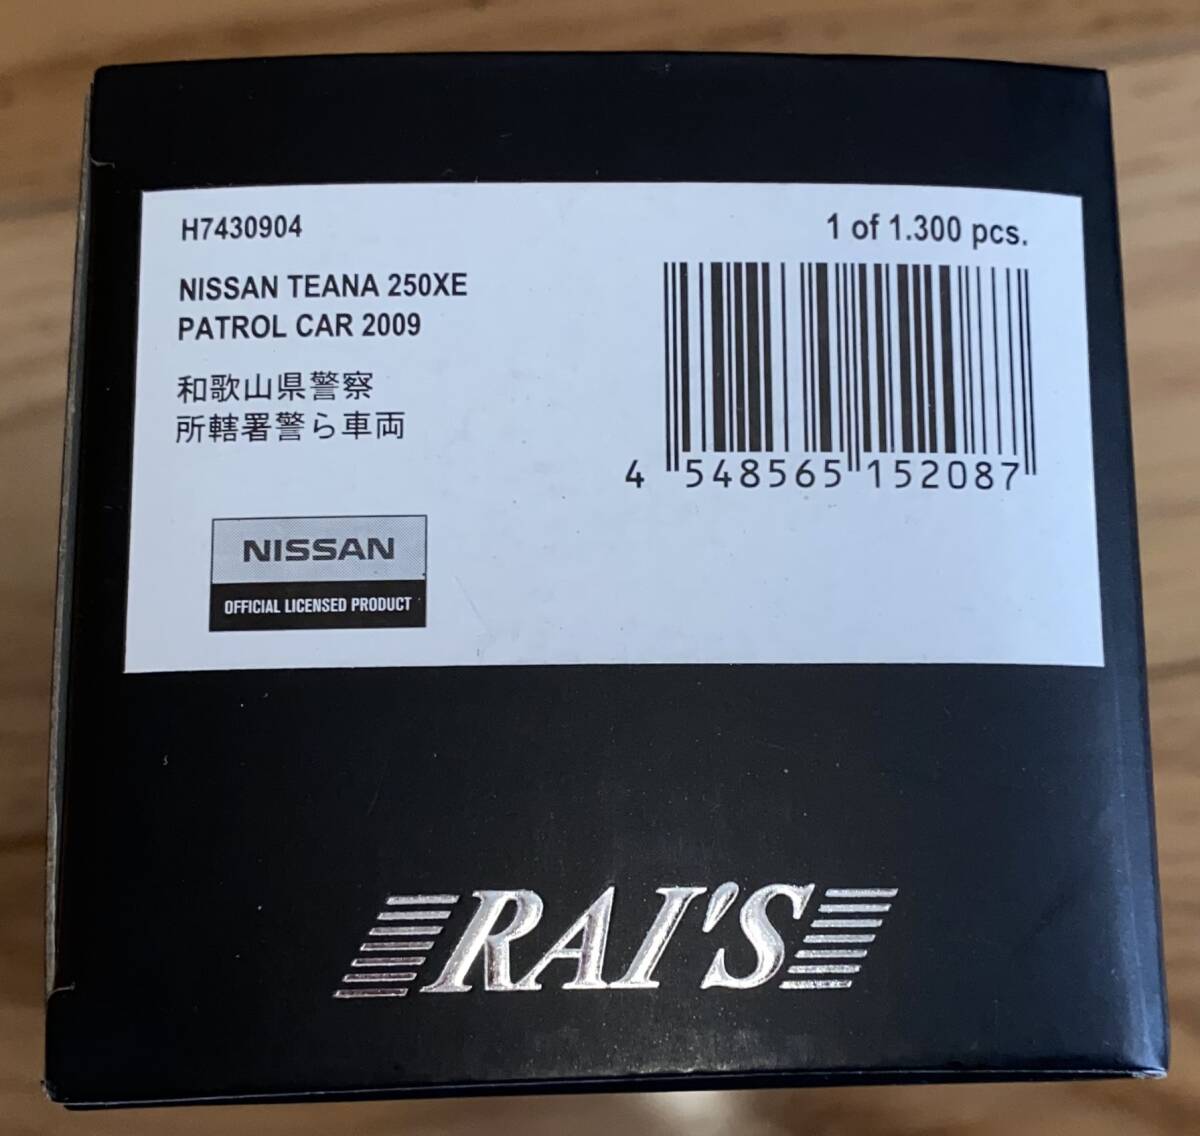 H7430904
1 of 1.300 pcs.
NISSAN TEANA 250XE
PATROL CAR 2009
和歌山県警察
所轄署警ら車両
4 548565 152087
NISSAN
OFFICIAL LICENSED PRODUCT
RAI'S